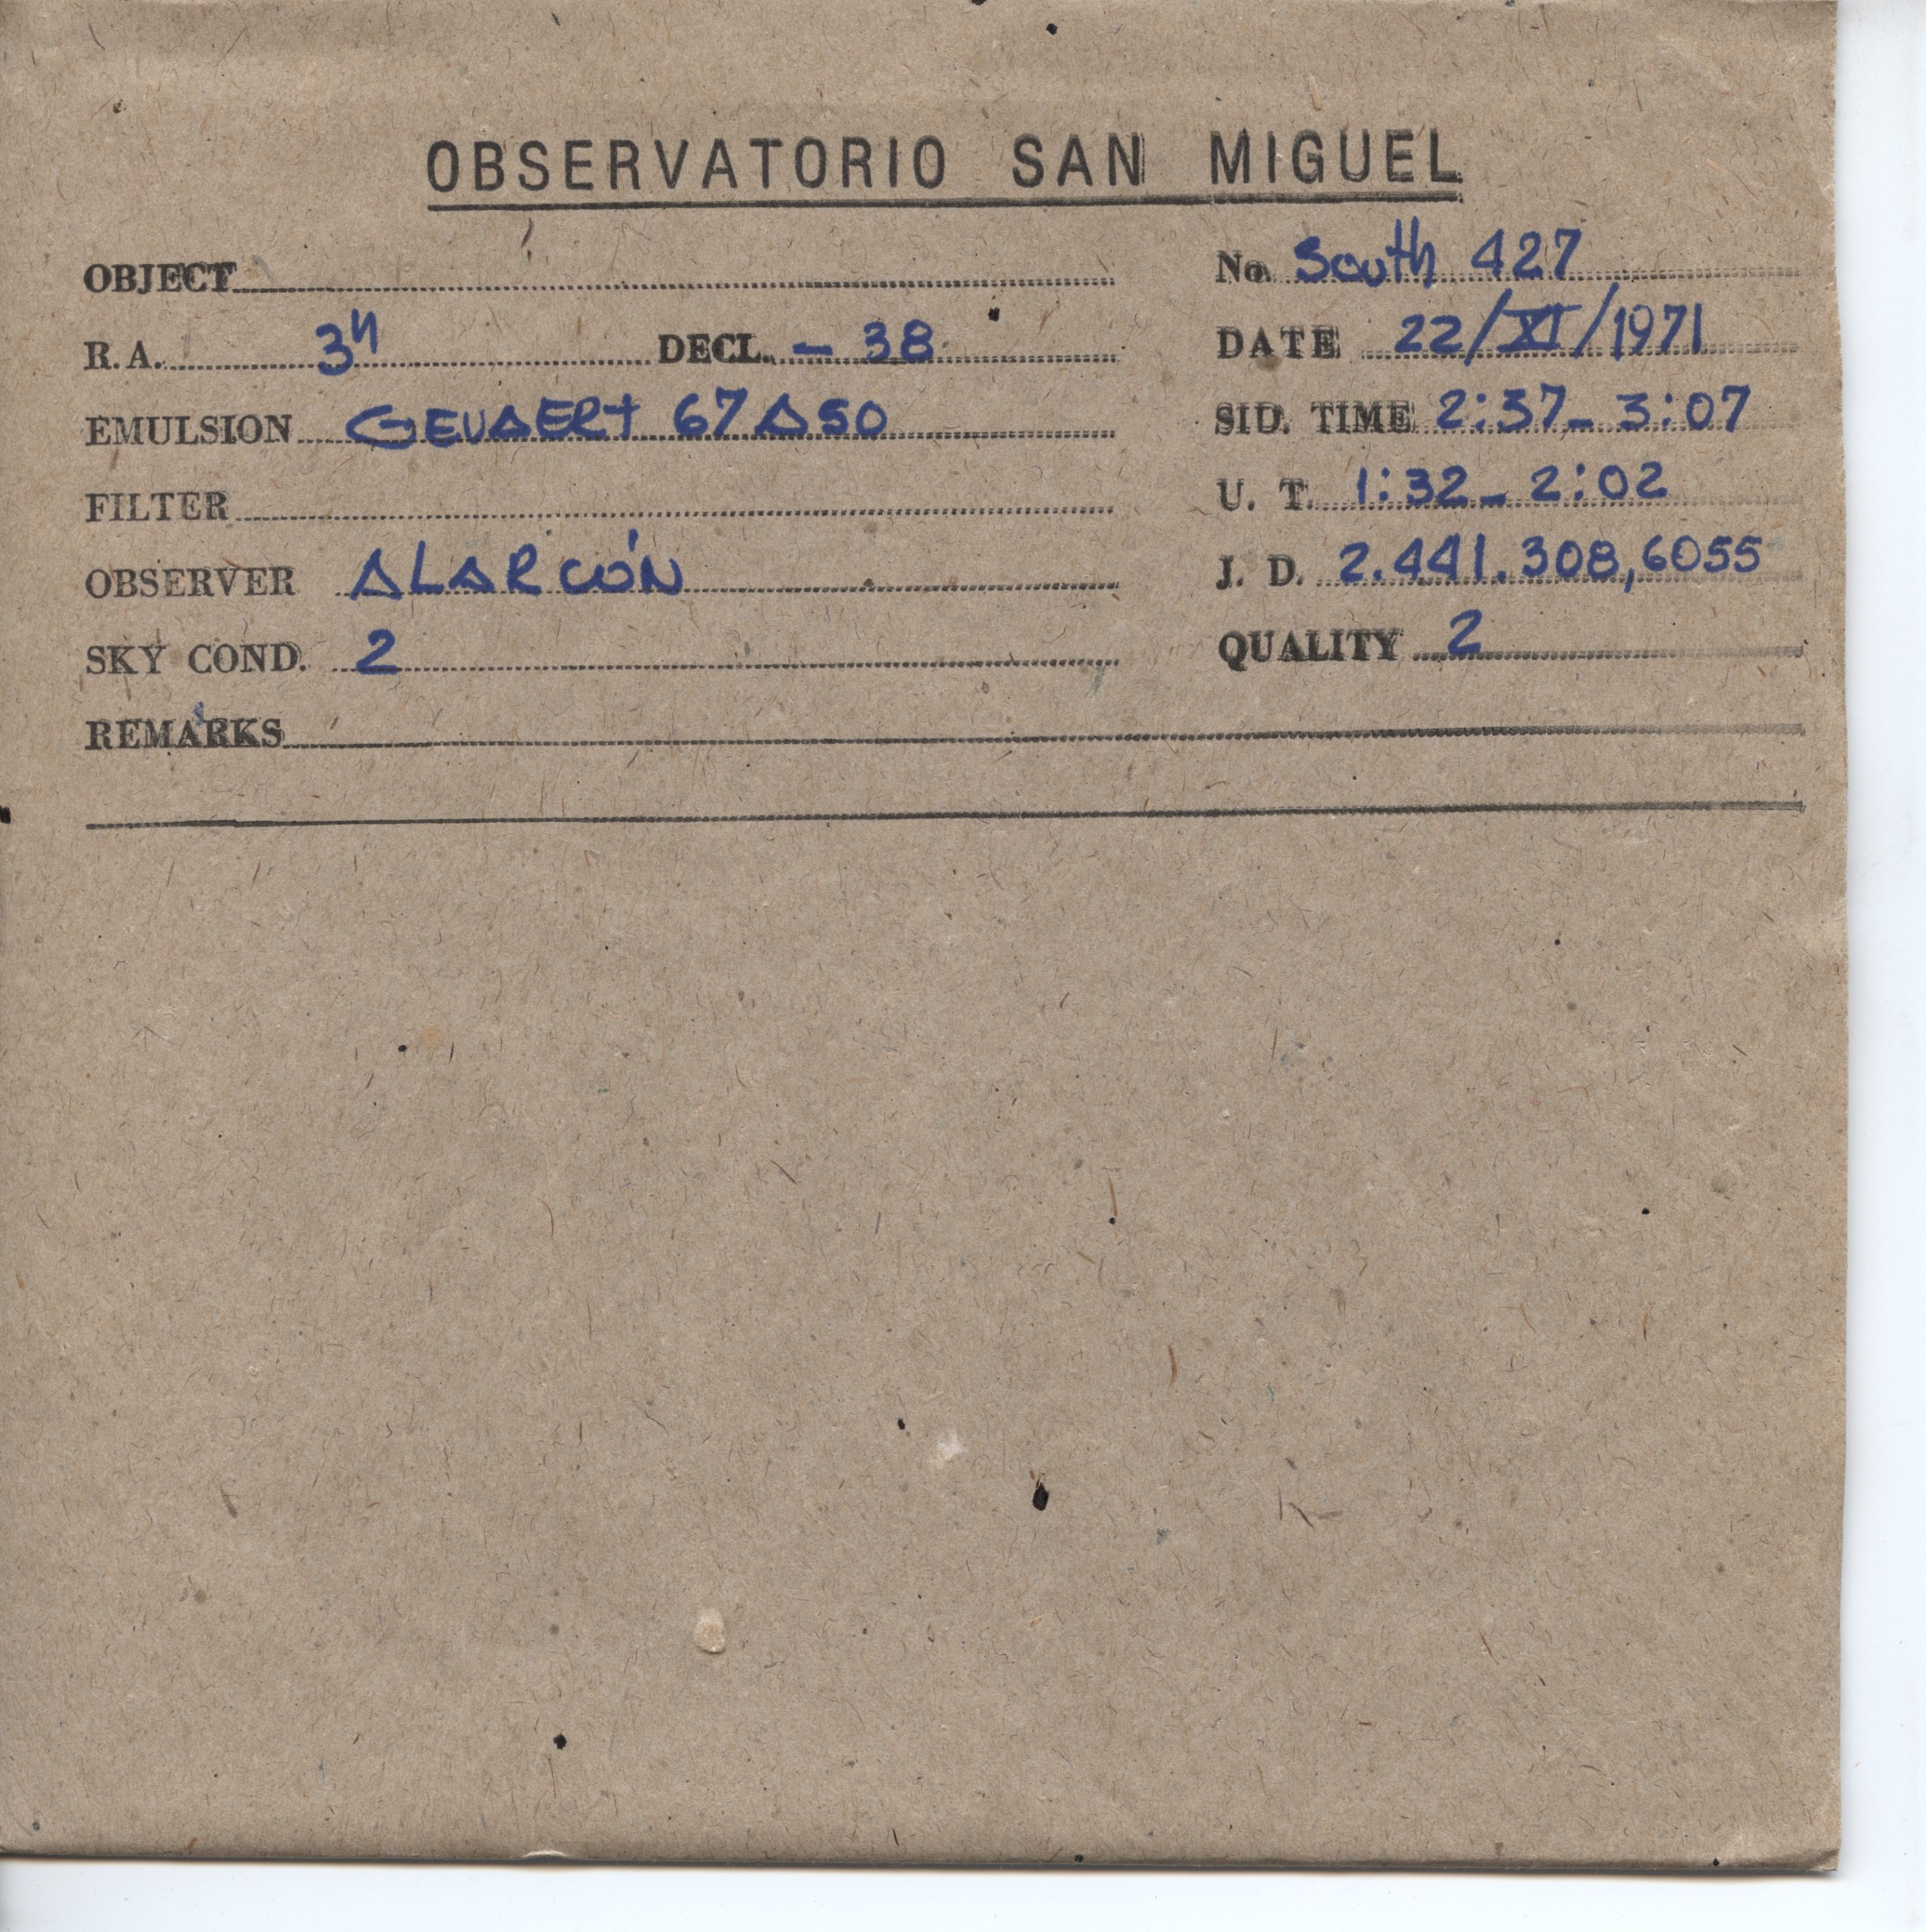 OBSERVATORIO SAN MIGUEL
OBJECT No. South 427
R.A. 3h DECL. - 38 DATE 22/XI/1971
EMULSION GEVAERT 67A50 SID. TIME 2:37 - 3:07
FILTER U. T. 1:32 - 2:02
OBSERVER ALARCÓN J. D. 2.441.308,6055
SKY COND. 2 QUALITY 2
REMARKS